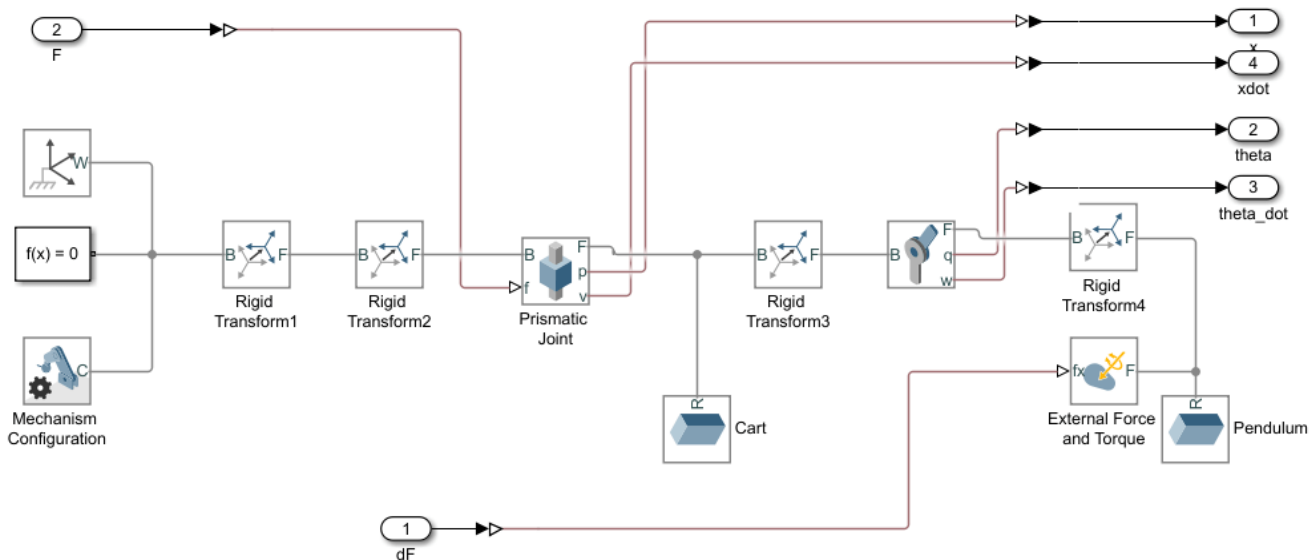 2
F
1
x
4
xdot
2
theta
3
theta_dot
W
f(x) = 0
C
Mechanism
Configuration
B F
Rigid
Transform1
B F
Rigid
Transform2
B F
f p
v
Prismatic
Joint
B F
Rigid
Transform3
B F
q
w
B F
Rigid
Transform4
R
Cart
fx F
External Force
and Torque
R
Pendulum
1
dF